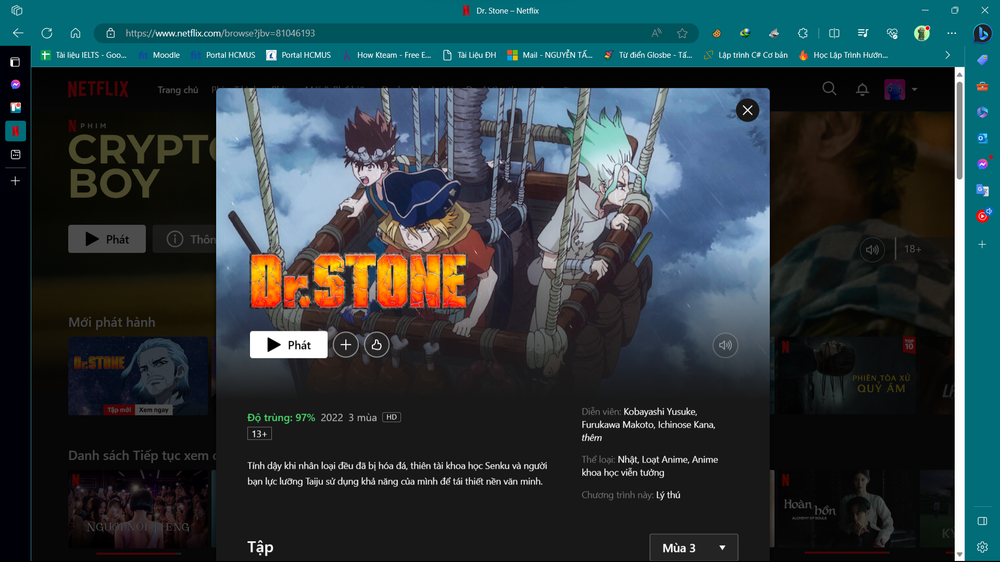 Dr. Stone – Netflix
https://www.netflix.com/browse?jbv=81046193
Tài liệu IELTS - Goo...
Moodle
Portal HCMUS
Portal HCMUS
How Kteam - Free E...
Tài Liệu ĐH
Mail - NGUYỄN TẤ...
Từ điển Glosbe - Tấ...
Lập trình C# Cơ bản
Học Lập Trình Hướn...
NETFLIX
Trang chủ
PHIM
CRYPTO
BOY
Phát
Thôn
18+
Dr.STONE
Phát
Mới phát hành
Dr.STONE
Tập mới
Xem ngay
TOP
10
PHIÊN TÒA XỬ
QUỶ ÁM
Độ trùng: 97% 2022 3 mùa HD
13+
Tỉnh dậy khi nhân loại đều đã bị hóa đá, thiên tài khoa học Senku và người
bạn lực lưỡng Taiju sử dụng khả năng của mình để tái thiết nền văn minh.
Diễn viên: Kobayashi Yusuke,
Furukawa Makoto, Ichinose Kana,
thêm
Thể loại: Nhật, Loạt Anime, Anime
khoa học viễn tưởng
Chương trình này: Lý thú
Danh sách Tiếp tục xem c
NGƯỜI NỔI TIẾNG
Hoàn hồn
ALCHEMY OF SOULS
KỲ
Tập
Mùa 3